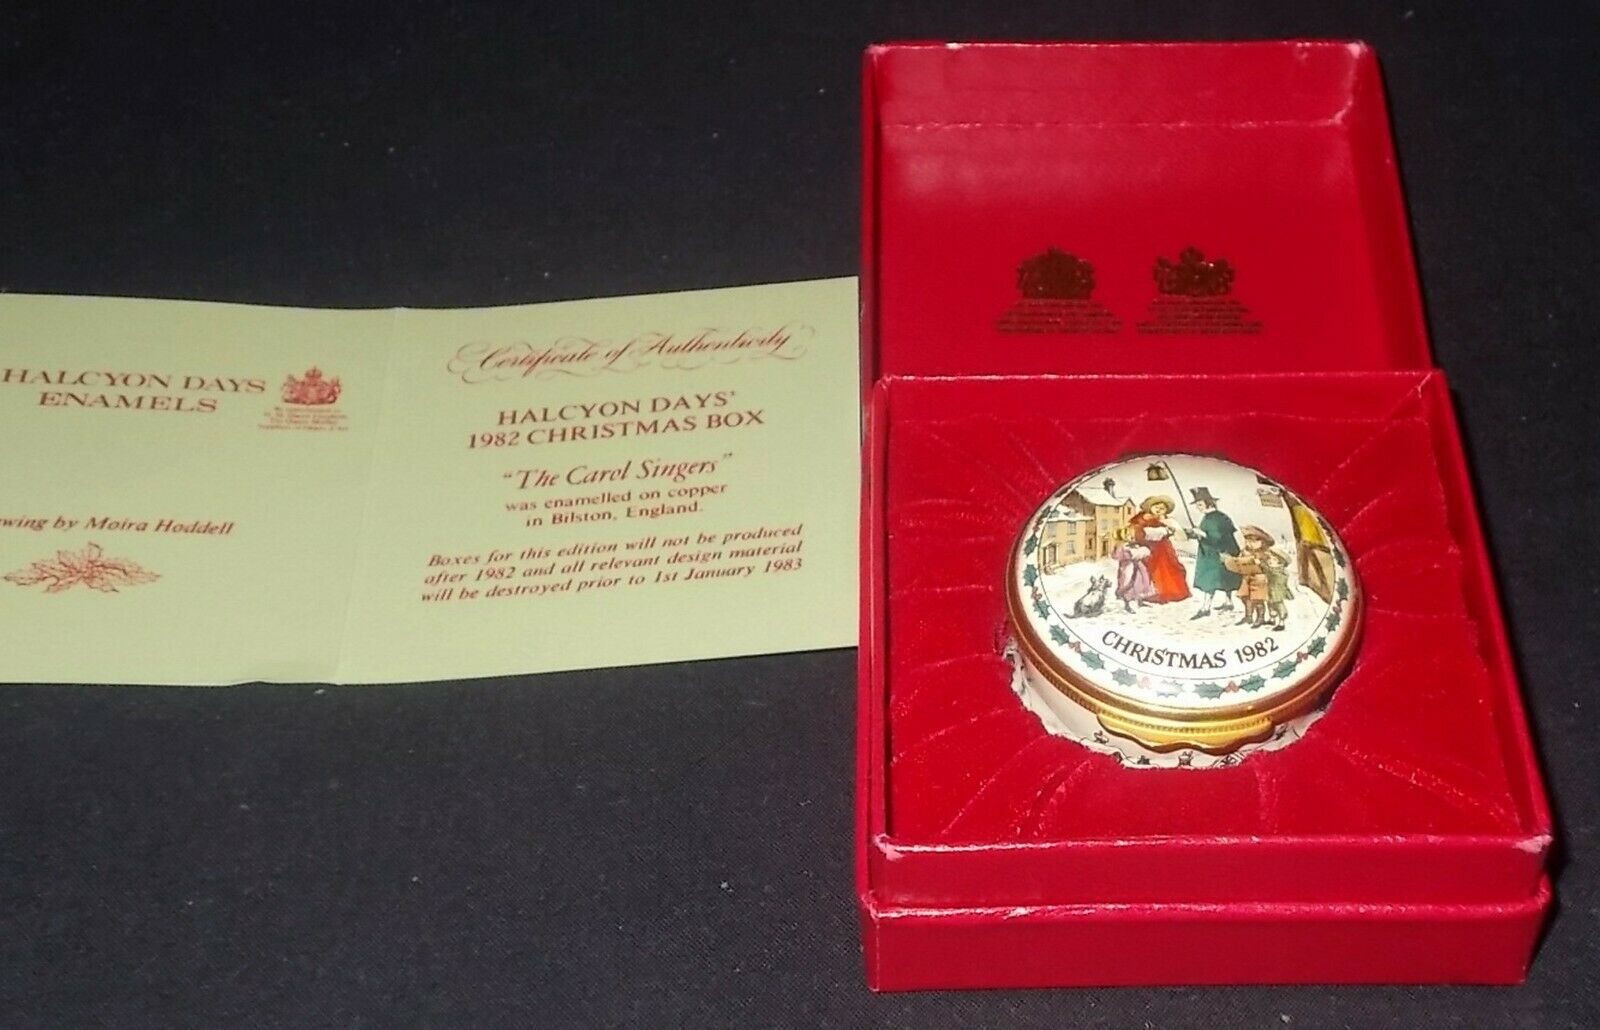 HALCYON DAYS
ENAMELS
wing by Moira Hoddell
Certificate of Authenticity
HALCYON DAYS'
1982 CHRISTMAS BOX
"The Carol Singers"
was enamelled on copper
in Bilston, England.
Boxes for this edition will not be produced
after 1982 and all relevant design material
will be destroyed prior to 1st January 1983
CHRISTMAS 1982